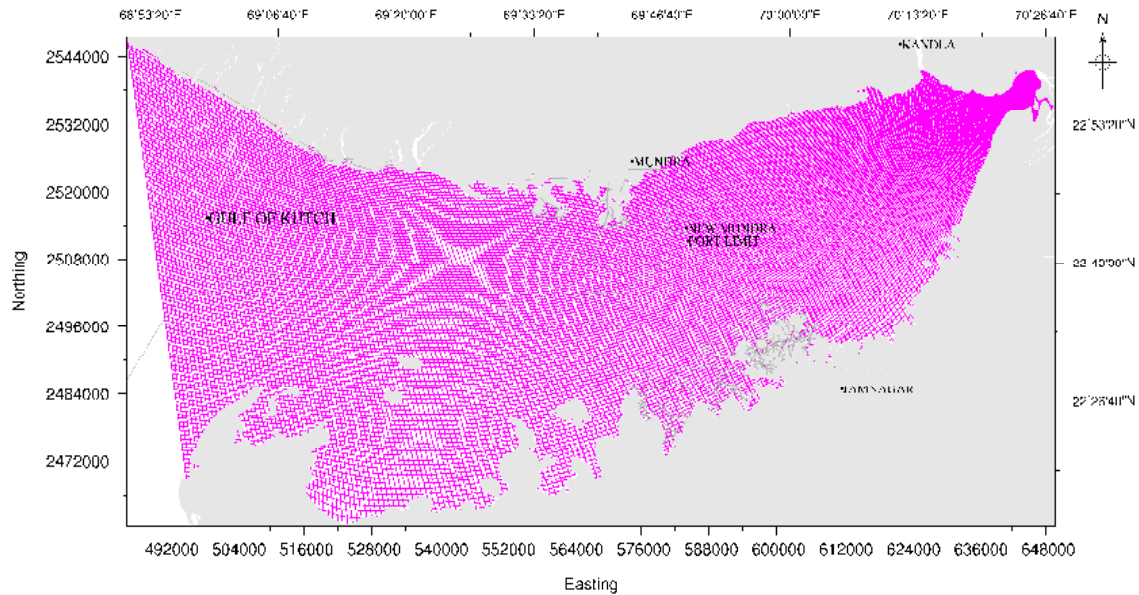 68°53'20"E 69°06'40"E 69°20'00"E 69°33'20"E 69°46'40"E 70°00'00"E 70°13'20"E 70°26'40"E
N
KANDLA
2544000
2532000
22°53'20"N
MUNDRA
2520000
GULF OF KUTCH
NEW MUNDRA
PORT LIMIT
2508000
22°40'00"N
Northing
2496000
2484000
JAMNAGAR
22°26'40"N
2472000
492000 504000 516000 528000 540000 552000 564000 576000 588000 600000 612000 624000 636000 648000
Easting